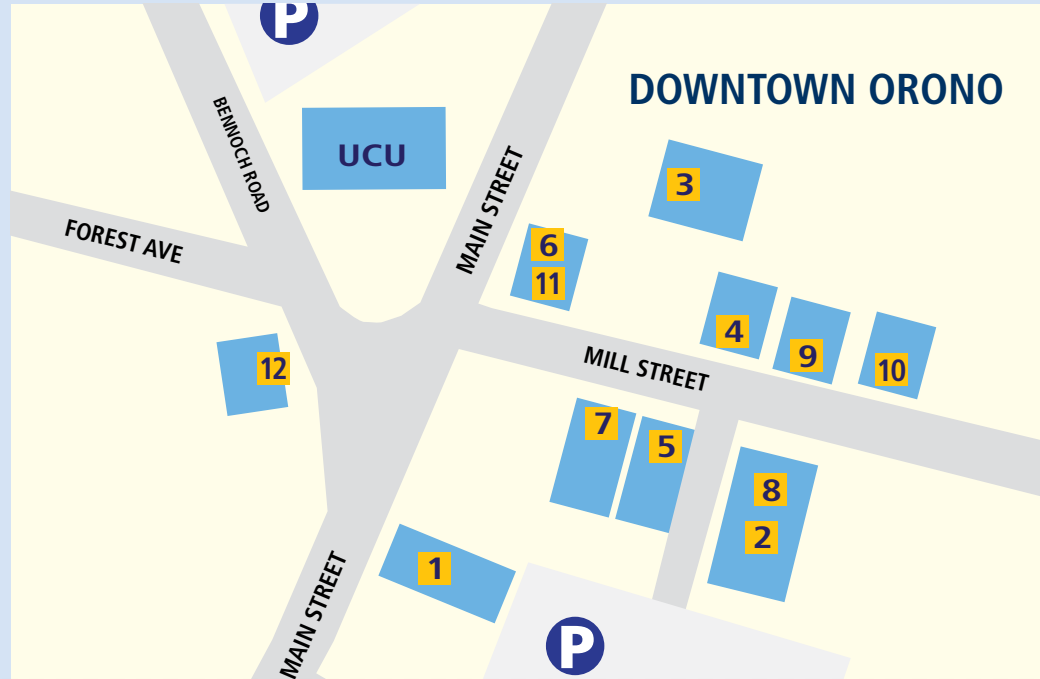 P
DOWNTOWN ORONO
BENNOCH ROAD
UCU
MAIN STREET
3
FOREST AVE
6
11
4
9
10
12
MILL STREET
7
5
8
2
1
MAIN STREET
P